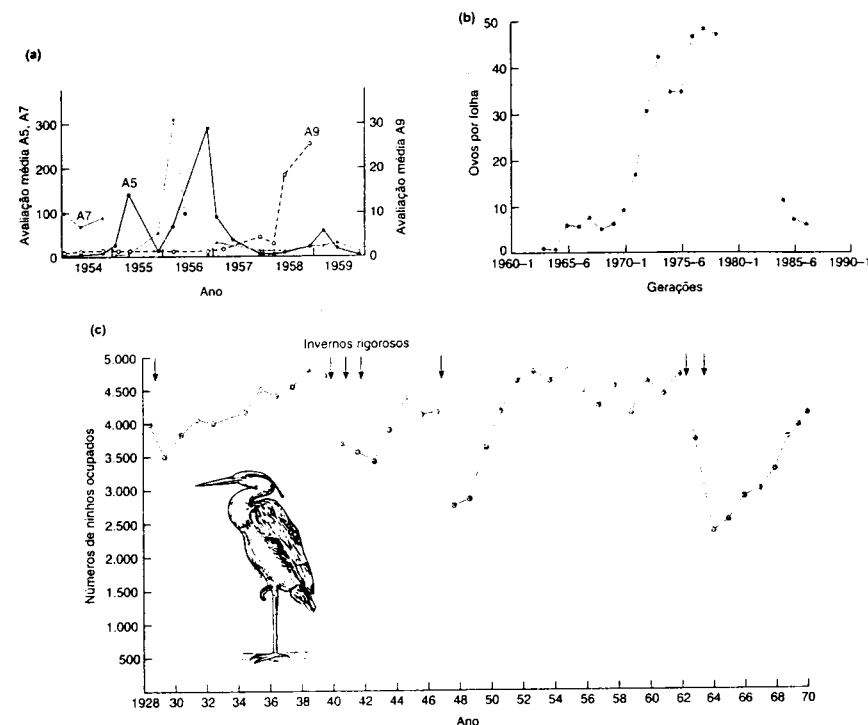 (a)
Avaliação média A5, A7
300
200
100
0
A7
A5
A9
30
20
10
0
Avaliação média A9
1954 1955 1956 1957 1958 1959
Ano
(b)
Ovos por folha
50
40
30
20
10
0
1960–1 1965–6 1970–1 1975–6 1980–1 1985–6 1990–1
Gerações
(c)
Invernos rigorosos
Números de ninhos ocupados
5.000
4.500
4.000
3.500
3.000
2.500
2.000
1.500
1.000
500
1928 30 32 34 36 38 40 42 44 46 48 50 52 54 56 58 60 62 64 66 68 70
Ano